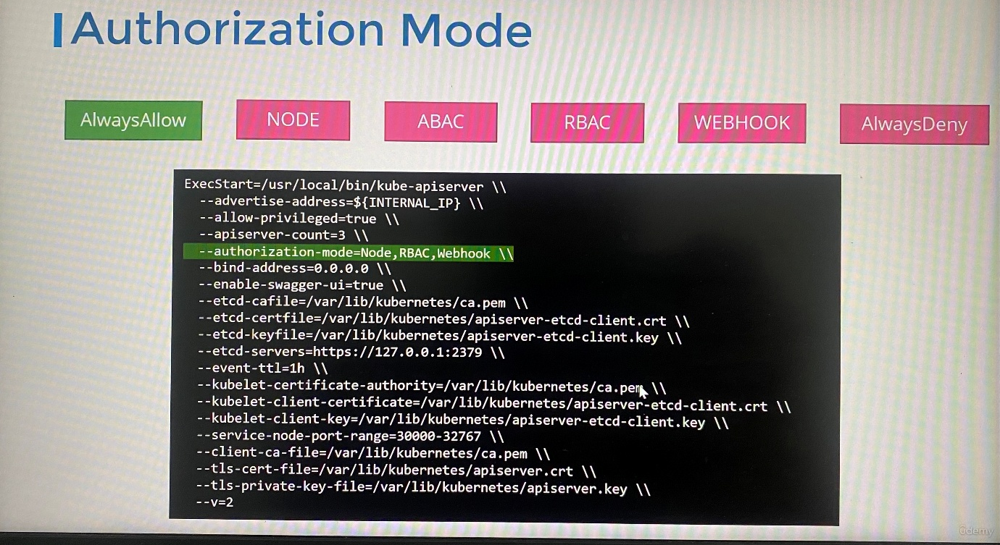 Authorization Mode
AlwaysAllow NODE ABAC RBAC WEBHOOK AlwaysDeny
ExecStart=/usr/local/bin/kube-apiserver \\
--advertise-address=${INTERNAL_IP} \\
--allow-privileged=true \\
--apiserver-count=3 \\
--authorization-mode=Node,RBAC,Webhook \\
--bind-address=0.0.0.0 \\
--enable-swagger-ui=true \\
--etcd-cafile=/var/lib/kubernetes/ca.pem \\
--etcd-certfile=/var/lib/kubernetes/apiserver-etcd-client.crt \\
--etcd-keyfile=/var/lib/kubernetes/apiserver-etcd-client.key \\
--etcd-servers=https://127.0.0.1:2379 \\
--event-ttl=1h \\
--kubelet-certificate-authority=/var/lib/kubernetes/ca.pem \\
--kubelet-client-certificate=/var/lib/kubernetes/apiserver-etcd-client.crt \\
--kubelet-client-key=/var/lib/kubernetes/apiserver-etcd-client.key \\
--service-node-port-range=30000-32767 \\
--client-ca-file=/var/lib/kubernetes/ca.pem \\
--tls-cert-file=/var/lib/kubernetes/apiserver.crt \\
--tls-private-key-file=/var/lib/kubernetes/apiserver.key \\
--v=2
Udemy